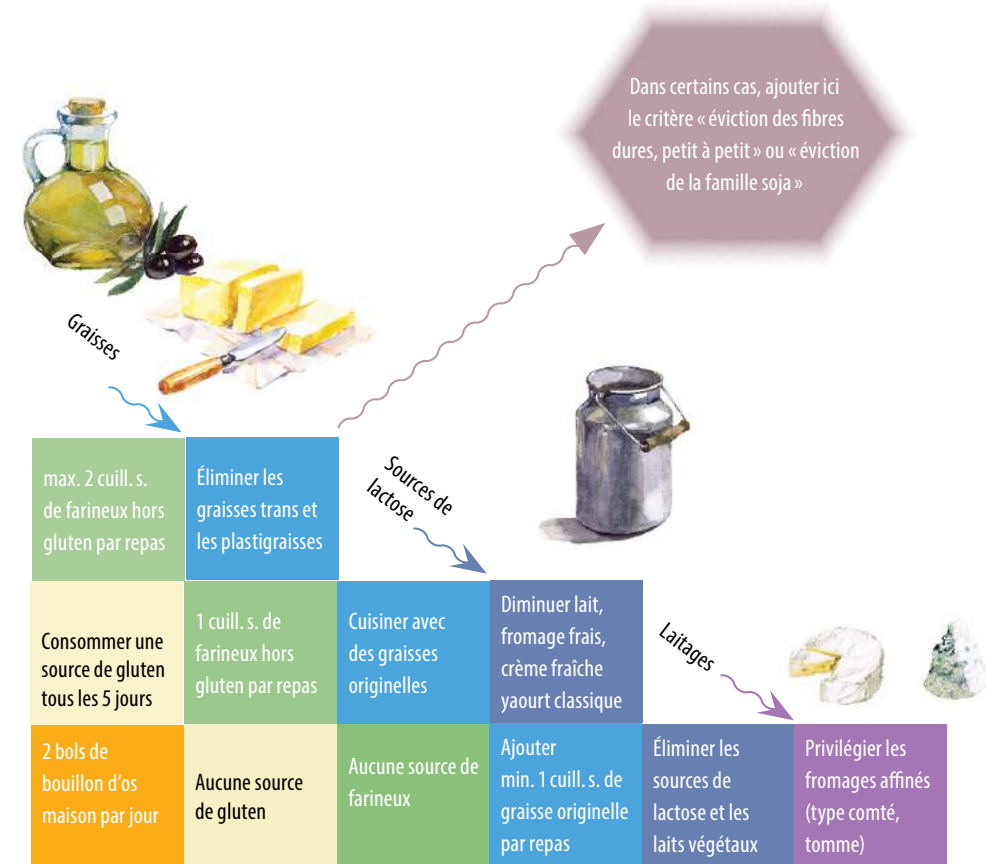 Dans certains cas, ajouter ici
le critère « éviction des fibres
dures, petit à petit » ou « éviction
de la famille soja »
Graisses
max. 2 cuill. s.
de farineux hors
gluten par repas
Éliminer les
graisses trans et
les plastigraisses
Sources de
lactose
Consommer une
source de gluten
tous les 5 jours
1 cuill. s. de
farineux hors
gluten par repas
Cuisiner avec
des graisses
originelles
Diminuer lait,
fromage frais,
crème fraîche
yaourt classique
Laitages
2 bols de
bouillon d’os
maison par jour
Aucune source
de gluten
Aucune source de
farineux
Ajouter
min. 1 cuill. s. de
graisse originelle
par repas
Éliminer les
sources de
lactose et les
laits végétaux
Privilégier les
fromages affinés
(type comté,
tomme)